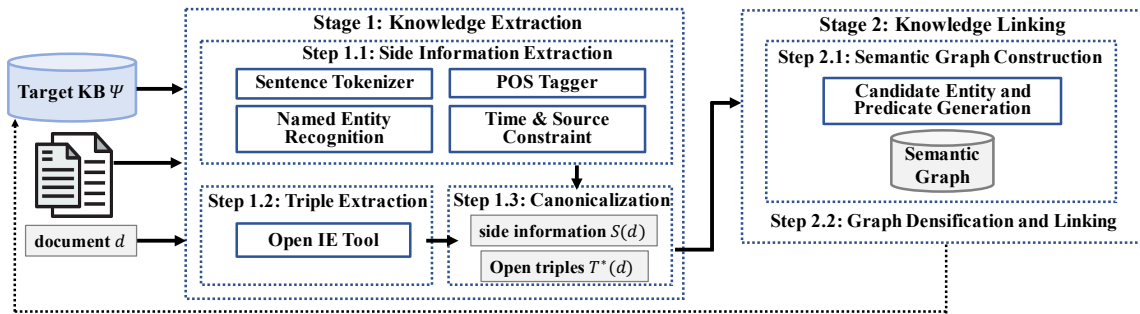 Target KB Ψ
document d
Stage 1: Knowledge Extraction
Step 1.1: Side Information Extraction
Sentence Tokenizer
POS Tagger
Named Entity
Recognition
Time & Source
Constraint
Step 1.2: Triple Extraction
Open IE Tool
Step 1.3: Canonicalization
side information S(d)
Open triples T*(d)
Stage 2: Knowledge Linking
Step 2.1: Semantic Graph Construction
Candidate Entity and
Predicate Generation
Semantic
Graph
Step 2.2: Graph Densification and Linking